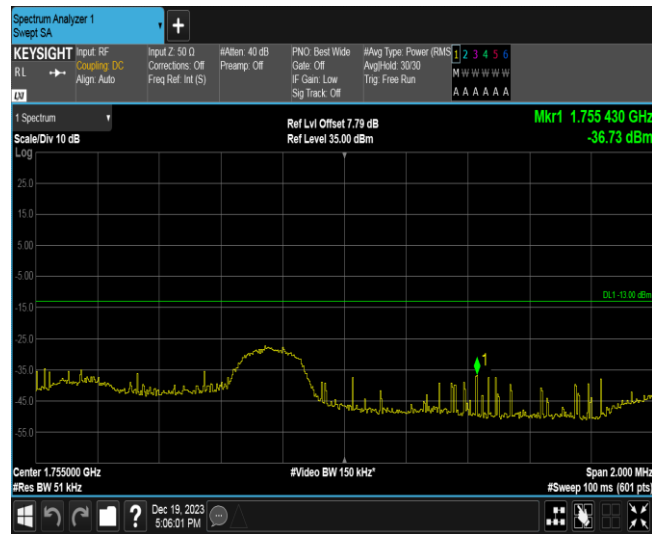 Spectrum Analyzer 1
Swept SA
+
KEYSIGHT
RL
LXI
Input: RF
Coupling: DC
Align: Auto
Input Z: 50 Ω
Corrections: Off
Freq Ref: Int (S)
#Atten: 40 dB
Preamp: Off
PNO: Best Wide
Gate: Off
IF Gain: Low
Sig Track: Off
#Avg Type: Power (RMS
Avg|Hold: 30/30
Trig: Free Run
1 2 3 4 5 6
M W W W W W
A A A A A A
1 Spectrum
Scale/Div 10 dB
Log
Ref Lvl Offset 7.79 dB
Ref Level 35.00 dBm
Mkr1 1.755 430 GHz
-36.73 dBm
25.0
15.0
5.00
-5.00
DL1 -13.00 dBm
-15.0
-25.0
1
-35.0
-45.0
-55.0
Center 1.755000 GHz
#Video BW 150 kHz*
Span 2.000 MHz
#Res BW 51 kHz
#Sweep 100 ms (601 pts)
?
Dec 19, 2023
5:06:01 PM